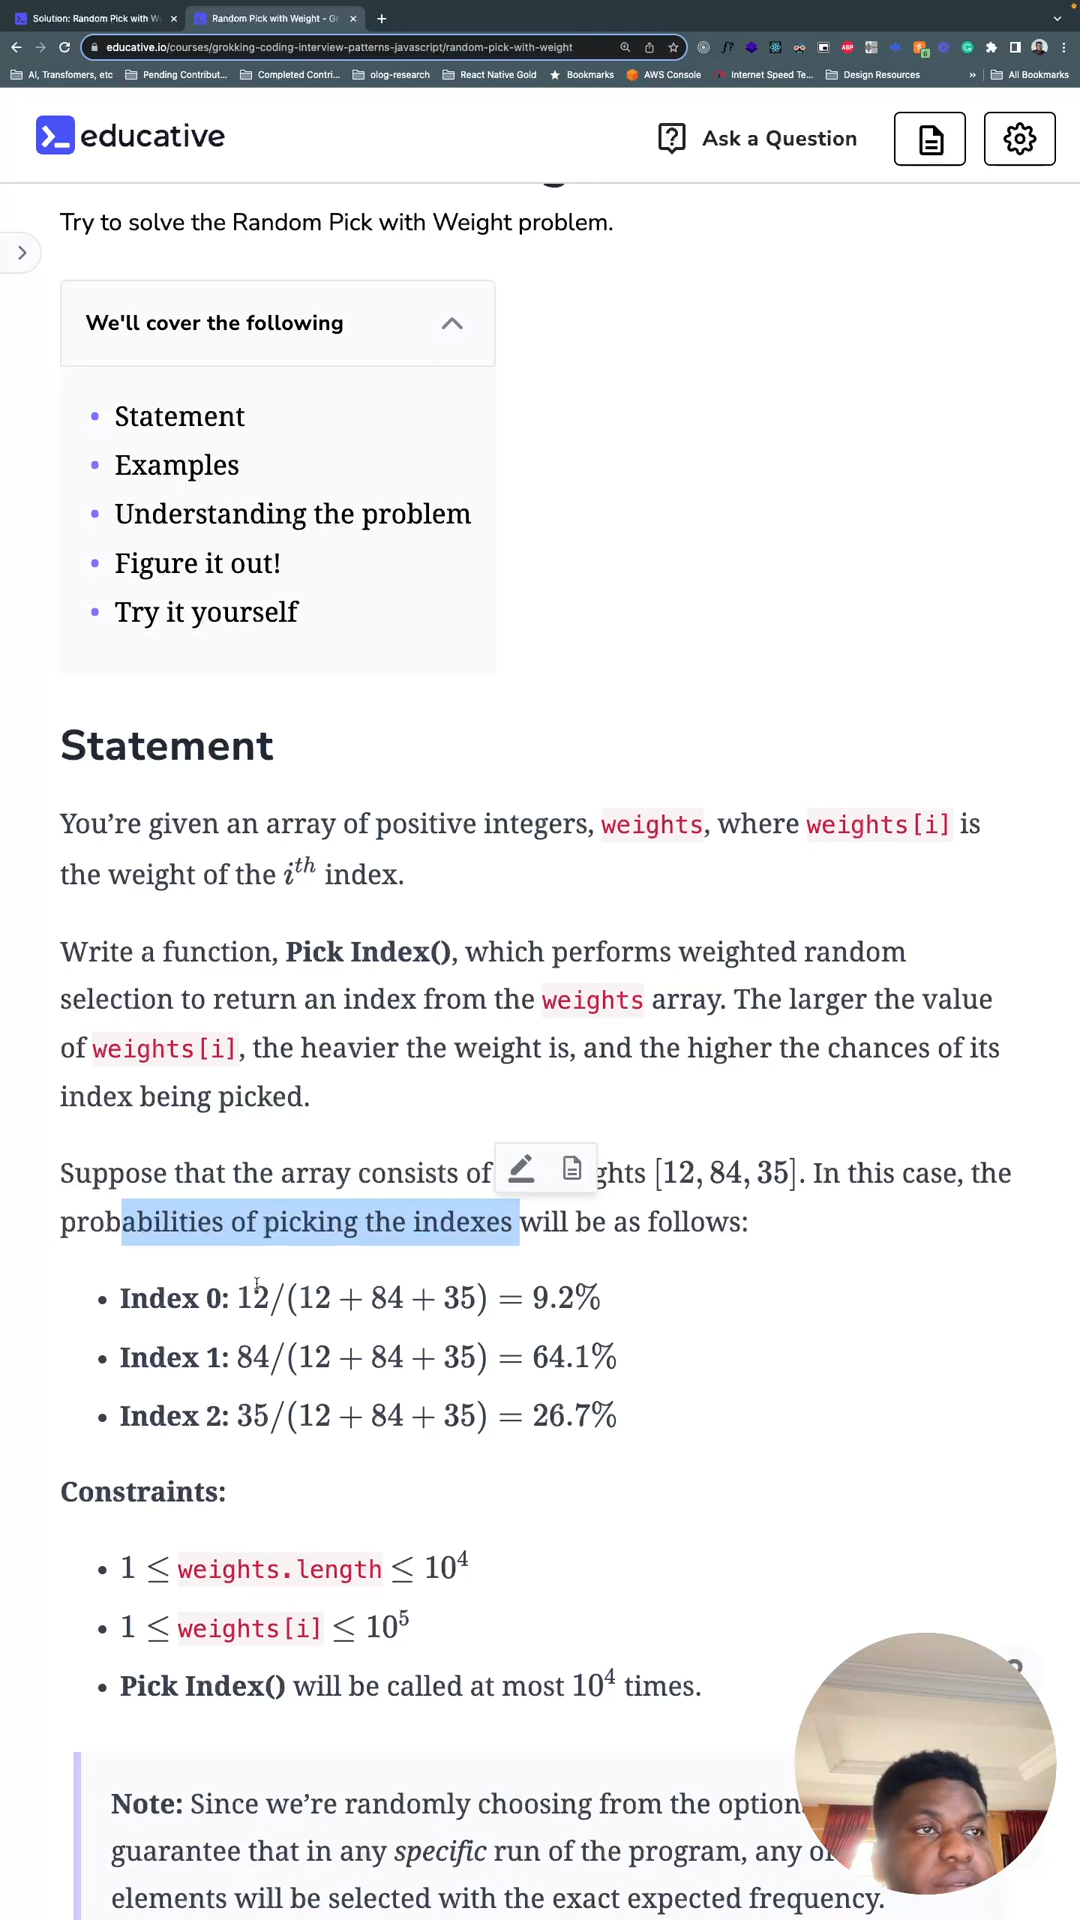 Solution: Random Pick with W
Random Pick with Weight - Gr
educative.io/courses/grokking-coding-interview-patterns-javascript/random-pick-with-weight
AI, Transfomers, etc
Pending Contribut...
Completed Contri...
olog-research
React Native Gold
Bookmarks
AWS Console
Internet Speed Te...
Design Resources
»
All Bookmarks
educative
Ask a Question
Try to solve the Random Pick with Weight problem.
We'll cover the following
Statement
Examples
Understanding the problem
Figure it out!
Try it yourself
Statement
You’re given an array of positive integers, weights, where weights[i] is
the weight of the i^th index.
Write a function, Pick Index(), which performs weighted random
selection to return an index from the weights array. The larger the value
of weights[i], the heavier the weight is, and the higher the chances of its
index being picked.
Suppose that the array consists of ghts [12, 84, 35]. In this case, the
probabilities of picking the indexes will be as follows:
• Index 0: 12/(12 + 84 + 35) = 9.2%
• Index 1: 84/(12 + 84 + 35) = 64.1%
• Index 2: 35/(12 + 84 + 35) = 26.7%
Constraints:
• 1 ≤ weights.length ≤ 10^4
• 1 ≤ weights[i] ≤ 10^5
• Pick Index() will be called at most 10^4 times.
Note: Since we’re randomly choosing from the option
guarantee that in any specific run of the program, any o
elements will be selected with the exact expected frequency.